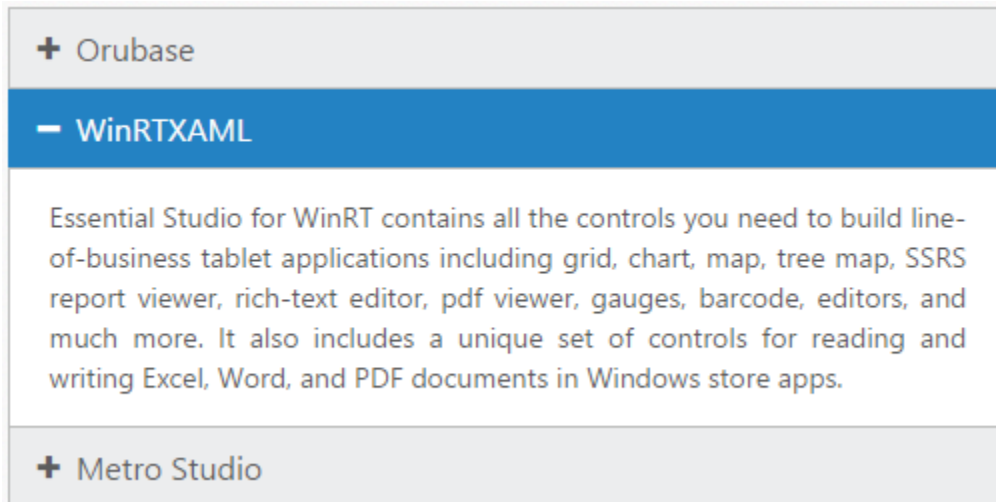 Orubase
WinRTXAML
Essential Studio for WinRT contains all the controls you need to build line-
of-business tablet applications including grid, chart, map, tree map, SSRS
report viewer, rich-text editor, pdf viewer, gauges, barcode, editors, and
much more. It also includes a unique set of controls for reading and
writing Excel, Word, and PDF documents in Windows store apps.
Metro Studio